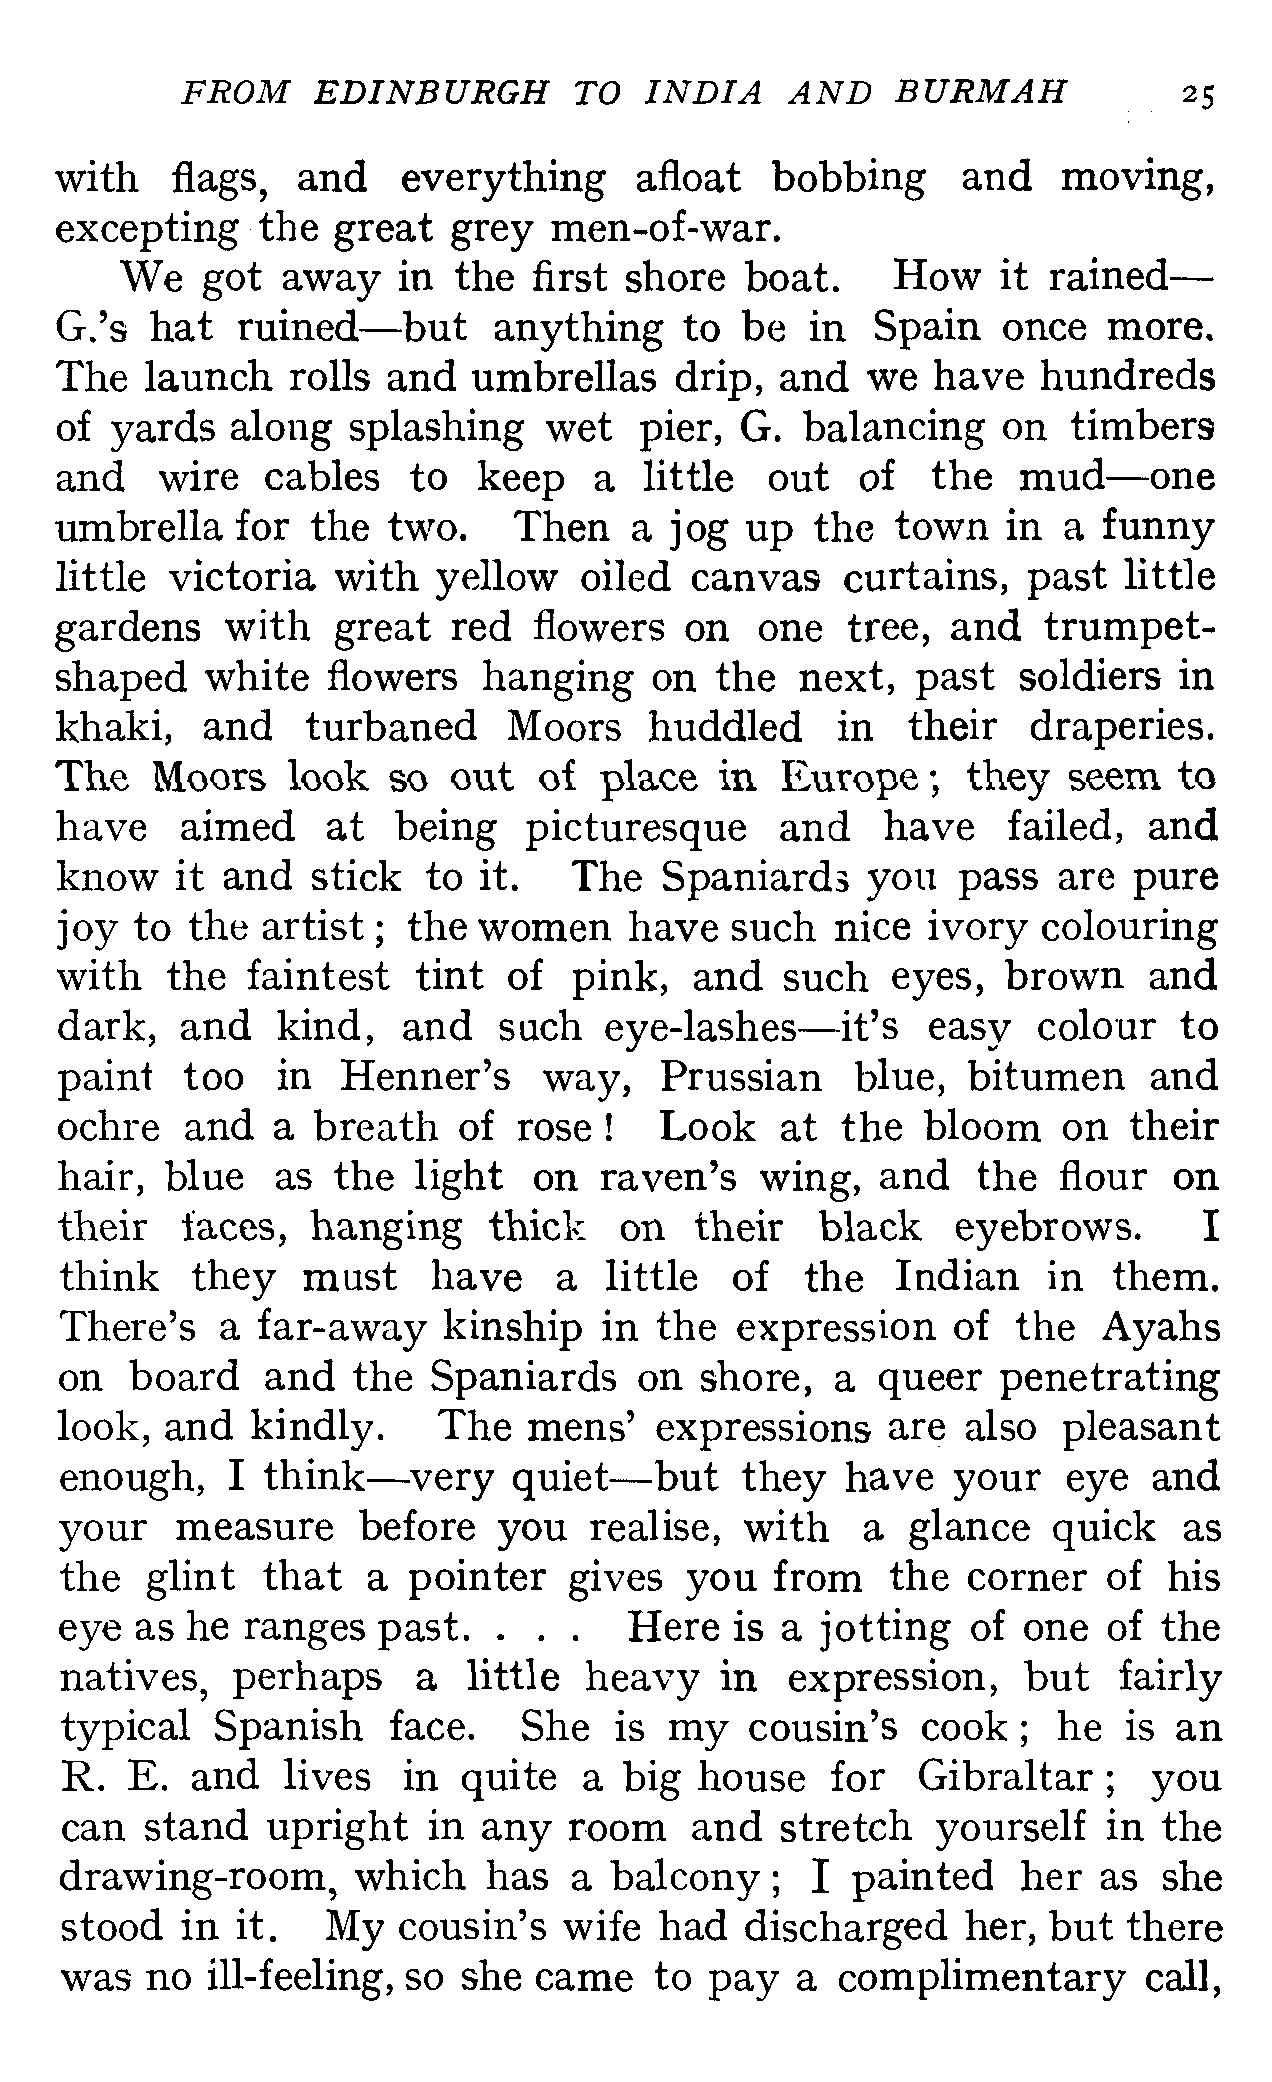 FROM EDINBURGH TO INDIA AND BURMAH 25
with flags, and everything afloat bobbing and moving,
excepting the great grey men-of-war.
We got away in the first shore boat. How it rained—
G.'s hat ruined—but anything to be in Spain once more.
The launch rolls and umbrellas drip, and we have hundreds
of yards along splashing wet pier, G. balancing on timbers
and wire cables to keep a little out of the mud—one
umbrella for the two. Then a jog up the town in a funny
little victoria with yellow oiled canvas curtains, past little
gardens with great red flowers on one tree, and trumpet-
shaped white flowers hanging on the next, past soldiers in
khaki, and turbaned Moors huddled in their draperies.
The Moors look so out of place in Europe ; they seem to
have aimed at being picturesque and have failed, and
know it and stick to it. The Spaniards you pass are pure
joy to the artist ; the women have such nice ivory colouring
with the faintest tint of pink, and such eyes, brown and
dark, and kind, and such eye-lashes—it's easy colour to
paint too in Henner's way, Prussian blue, bitumen and
ochre and a breath of rose ! Look at the bloom on their
hair, blue as the light on raven's wing, and the flour on
their faces, hanging thick on their black eyebrows. I
think they must have a little of the Indian in them.
There's a far-away kinship in the expression of the Ayahs
on board and the Spaniards on shore, a queer penetrating
look, and kindly. The mens' expressions are also pleasant
enough, I think—very quiet—but they have your eye and
your measure before you realise, with a glance quick as
the glint that a pointer gives you from the corner of his
eye as he ranges past. . . . Here is a jotting of one of the
natives, perhaps a little heavy in expression, but fairly
typical Spanish face. She is my cousin's cook ; he is an
R. E. and lives in quite a big house for Gibraltar ; you
can stand upright in any room and stretch yourself in the
drawing-room, which has a balcony ; I painted her as she
stood in it. My cousin's wife had discharged her, but there
was no ill-feeling, so she came to pay a complimentary call,